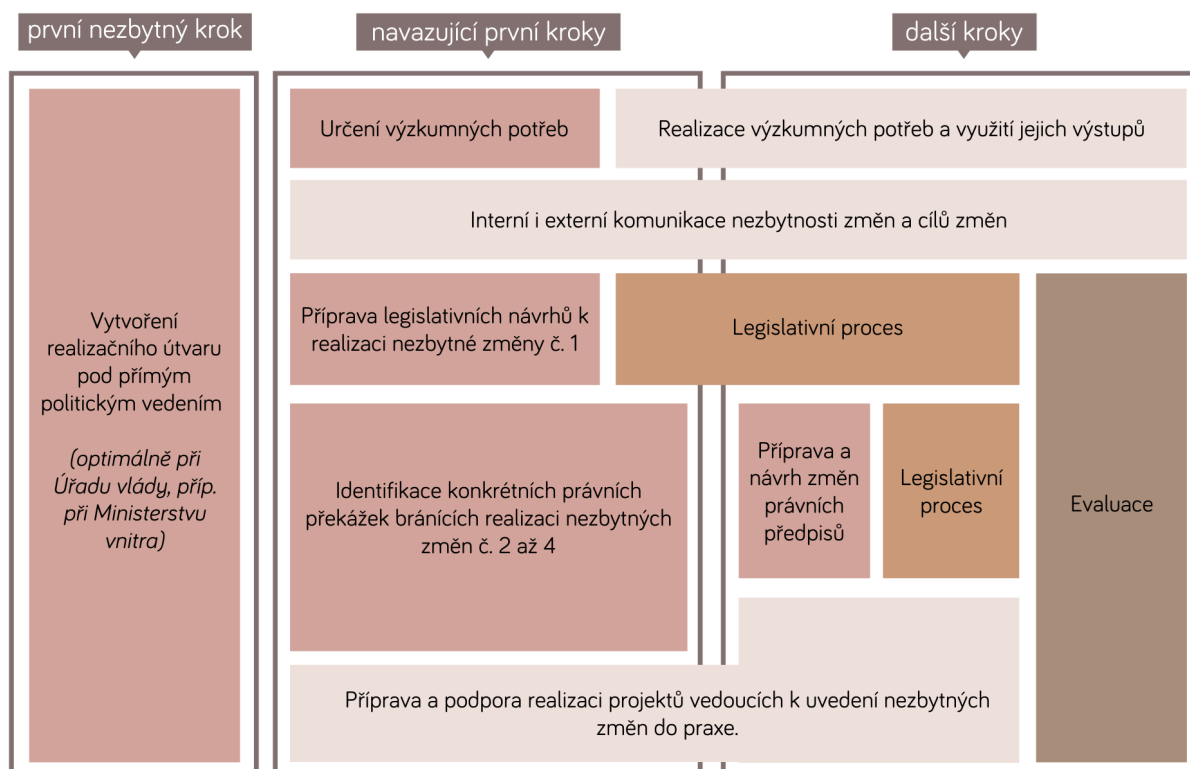 první nezbytný krok
navazující první kroky
další kroky
Vytvoření
realizačního útvaru
pod přímým
politickým vedením
(optimálně při
Úřadu vlády, příp.
při Ministerstvu
vnitra)
Určení výzkumných potřeb
Realizace výzkumných potřeb a využití jejich výstupů
Interní i externí komunikace nezbytnosti změn a cílů změn
Příprava legislativních návrhů k
realizaci nezbytné změny č. 1
Legislativní proces
Identifikace konkrétních právních
překážek bránících realizaci nezbytných
změn č. 2 až 4
Příprava a
návrh změn
právních
předpisů
Legislativní
proces
Evaluace
Příprava a podpora realizaci projektů vedoucích k uvedení nezbytných
změn do praxe.